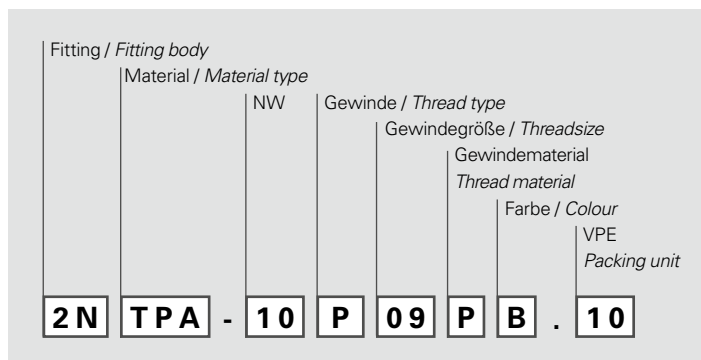 Fitting / Fitting body
Material / Material type
NW Gewinde / Thread type
Gewindegröße / Threadsize
Gewindematerial
Thread material
Farbe / Colour
VPE
Packing unit
2N TPA - 10 P 09 P B . 10